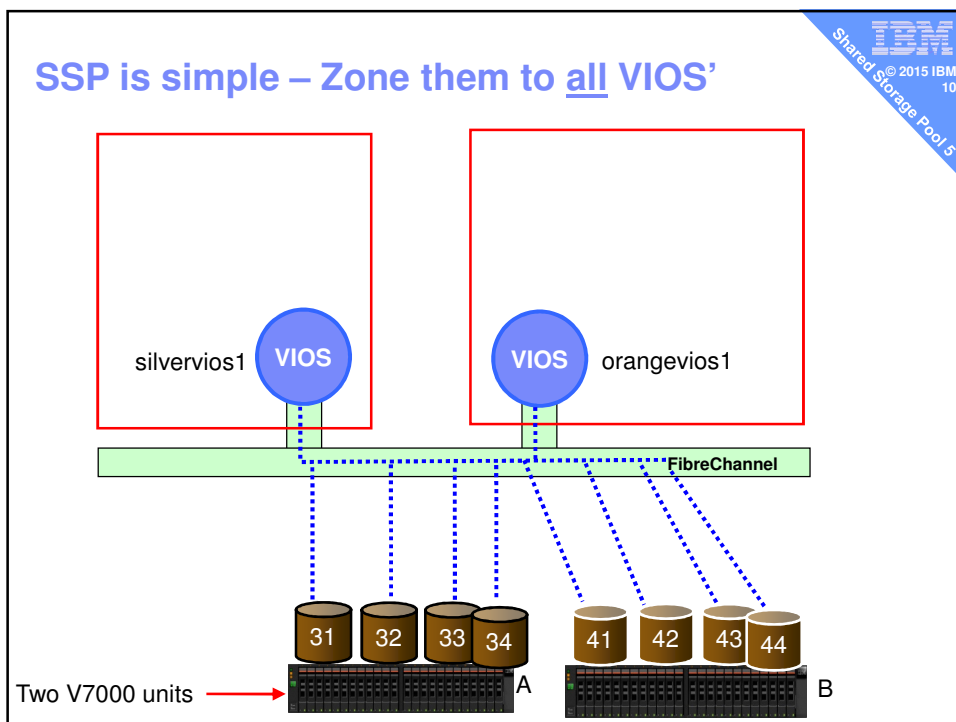 SSP is simple – Zone them to all VIOS’
IBM
© 2015 IBM
10
Shared Storage Pool 5
silvervios1
VIOS
VIOS
orangevios1
FibreChannel
31
32
33
34
41
42
43
44
A
B
Two V7000 units